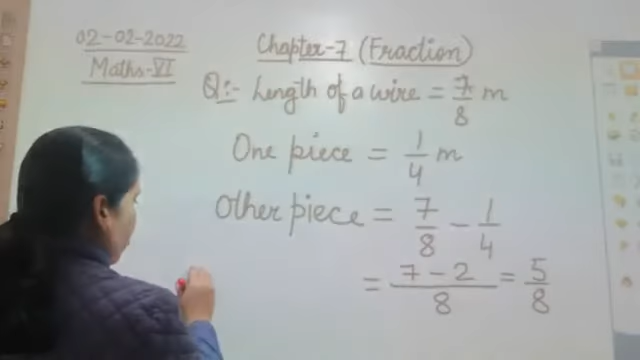 02-02-2022
Maths-VI
Chapter-7 (Fraction)
Q:- Length of a wire = 7/8 m
One piece = 1/4 m
Other piece = 7/8 - 1/4
= 7-2/8 = 5/8